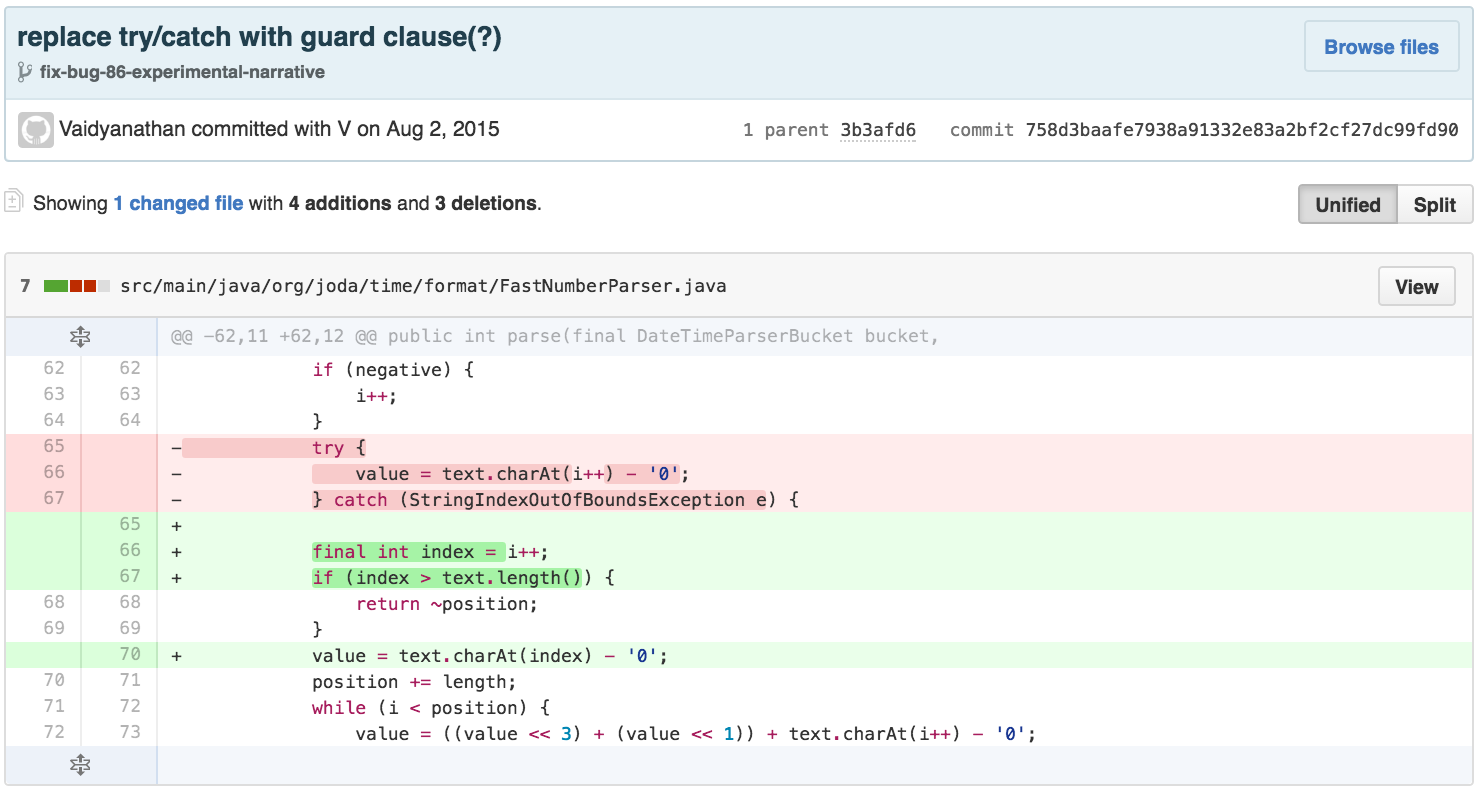 replace try/catch with guard clause(?)
Browse files
fix-bug-86-experimental-narrative
Vaidyanathan committed with V on Aug 2, 2015 1 parent 3b3afd6 commit 758d3baafe7938a91332e83a2bf2cf27dc99fd90
Showing 1 changed file with 4 additions and 3 deletions. Unified Split
7 src/main/java/org/joda/time/format/FastNumberParser.java View
@@ -62,11 +62,12 @@ public int parse(final DateTimeParserBucket bucket,
62 62 if (negative) {
63 63 i++;
64 64 }
65 - try {
66 - value = text.charAt(i++) - '0';
67 - } catch (StringIndexOutOfBoundsException e) {
65 +
66 + final int index = i++;
67 + if (index > text.length()) {
68 68 return ~position;
69 69 }
70 + value = text.charAt(index) - '0';
70 71 position += length;
71 72 while (i < position) {
72 73 value = ((value << 3) + (value << 1)) + text.charAt(i++) - '0';